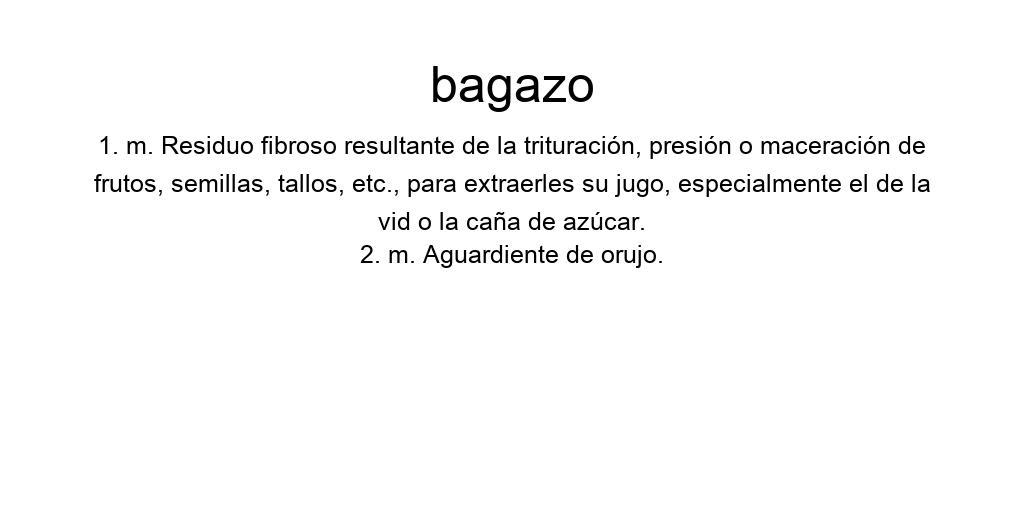 bagazo
1. m. Residuo fibroso resultante de la trituración, presión o maceración de
frutos, semillas, tallos, etc., para extraerles su jugo, especialmente el de la
vid o la caña de azúcar.
2. m. Aguardiente de orujo.